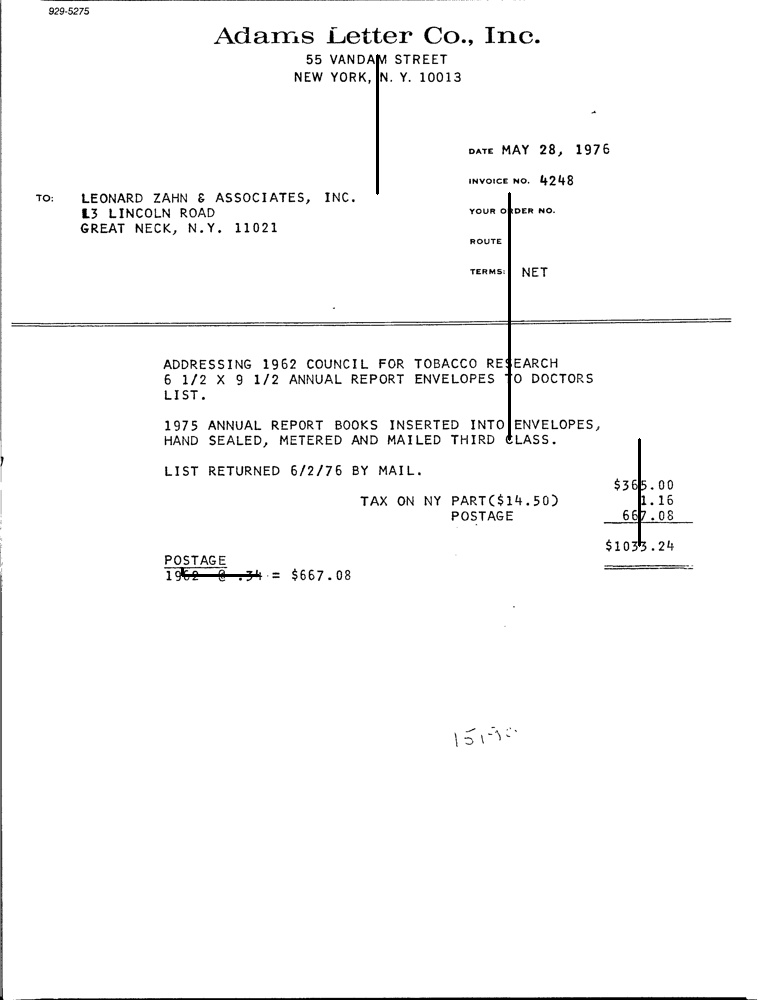 929-5275
Adams Letter Co., Inc.
55 VANDAM STREET
NEW YORK, N. Y. 10013
DATE MAY 28, 1976
INVOICE NO. 4248
TO: LEONARD ZAHN & ASSOCIATES, INC.
13 LINCOLN ROAD
YOUR ORDER NO.
GREAT NECK, N.Y. 11021
ROUTE
TERMS: NET
ADDRESSING 1962 COUNCIL FOR TOBACCO RESEARCH
6 1/2 X 9 1/2 ANNUAL REPORT ENVELOPES TO DOCTORS
LIST.
1975 ANNUAL REPORT BOOKS INSERTED INTO ENVELOPES,
HAND SEALED, METERED AND MAILED THIRD CLASS.
LIST RETURNED 6/2/76 BY MAIL.
$365.00
TAX ON NY PART($14.50) 1.16
POSTAGE 667.08
$1033.24
POSTAGE
1962 @ .34 = $667.08